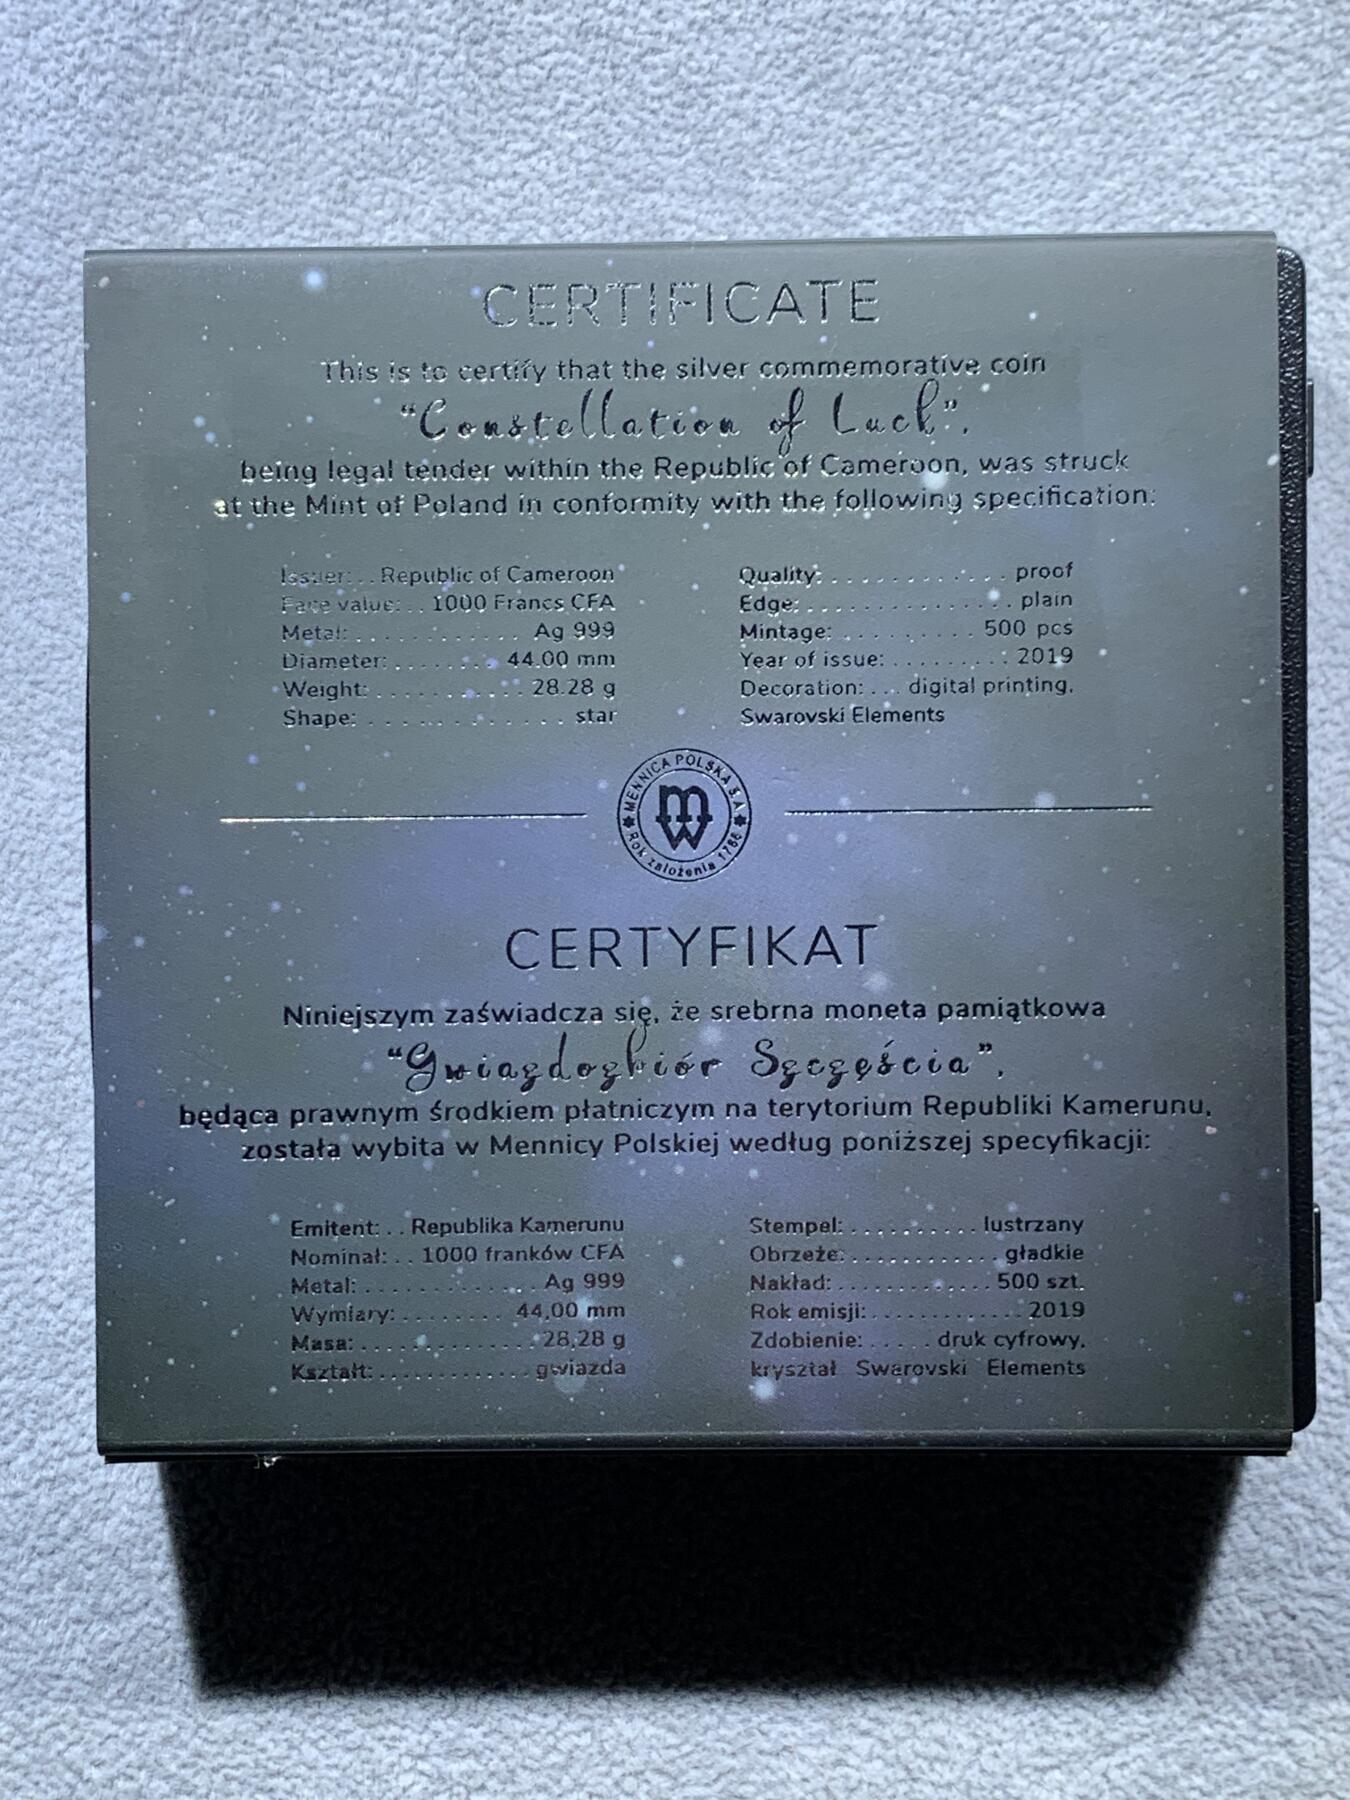 CERTIFICATE
This is to certify that the silver commemorative coin
"Constellation of Luck",
being legal tender within the Republic of Cameroon, was struck
at the Mint of Poland in conformity with the following specification:
Issuer: . . Republic of Cameroon
Face value: . . 1000 Francs CFA
Metal: . . . . . . . . . . . . . Ag 999
Diameter: . . . . . . . . 44.00 mm
Weight: . . . . . . . . . . . . 28.28 g
Shape: . . . . . . . . . . . . . . star
Quality: . . . . . . . . . . . . . proof
Edge: . . . . . . . . . . . . . . . plain
Mintage: . . . . . . . . . . 500 pcs
Year of issue: . . . . . . . . . 2019
Decoration: . . . digital printing,
Swarovski Elements
MENNICA POLSKA S.A.
MW
Rok założenia 1766
CERTYFIKAT
Niniejszym zaświadcza się, że srebrna moneta pamiątkowa
"Gwiazdozbiór Szczęścia",
będąca prawnym środkiem płatniczym na terytorium Republiki Kamerunu,
została wybita w Mennicy Polskiej według poniższej specyfikacji:
Emitent: . . Republika Kamerunu
Nominał: . . 1000 franków CFA
Metal: . . . . . . . . . . . . . Ag 999
Wymiary: . . . . . . . . 44,00 mm
Masa: . . . . . . . . . . . . . 28,28 g
Kształt: . . . . . . . . . . . . gwiazda
Stempel: . . . . . . . . . . lustrzany
Obrzeże: . . . . . . . . . . . gładkie
Nakład: . . . . . . . . . . . . 500 szt.
Rok emisji: . . . . . . . . . . . 2019
Zdobienie: . . . . . druk cyfrowy,
kryształ Swarovski Elements